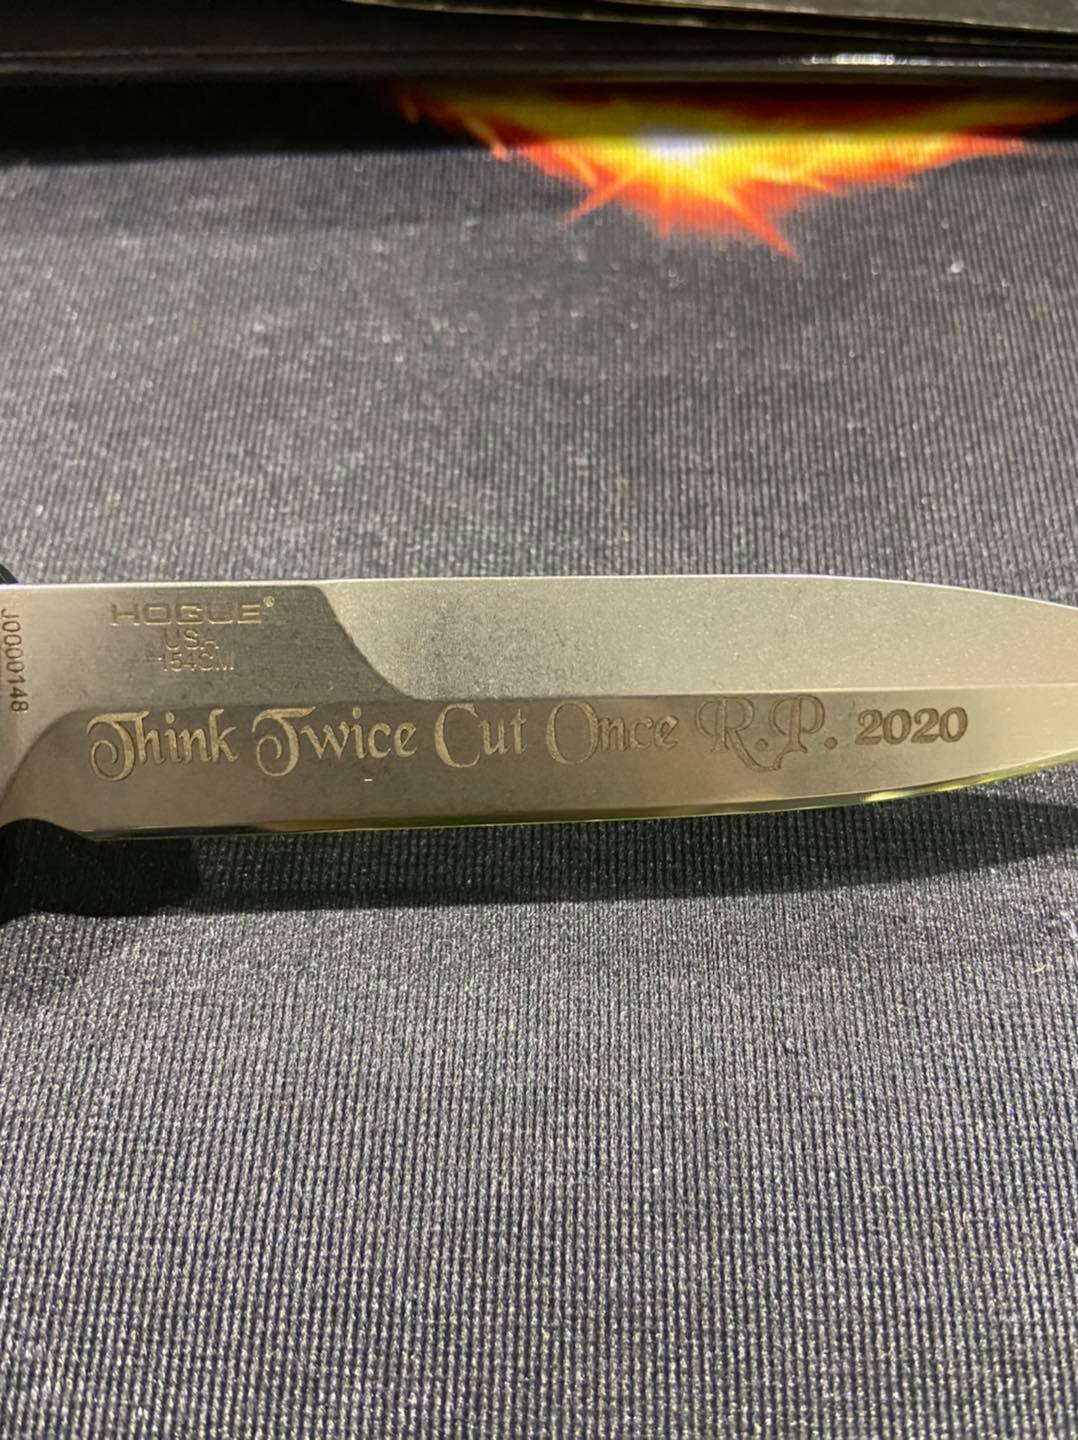 HOGUE®
USA
154CM
J0000148
Think Twice Cut Once R.P. 2020